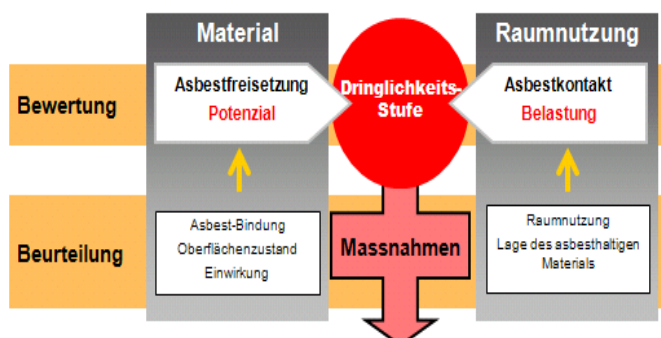 Material
Raumnutzung
Bewertung
Asbestfreisetzung
Potenzial
Dringlichkeits-
Stufe
Asbestkontakt
Belastung
Beurteilung
Asbest-Bindung
Oberflächenzustand
Einwirkung
Massnahmen
Raumnutzung
Lage des asbesthaltigen
Materials